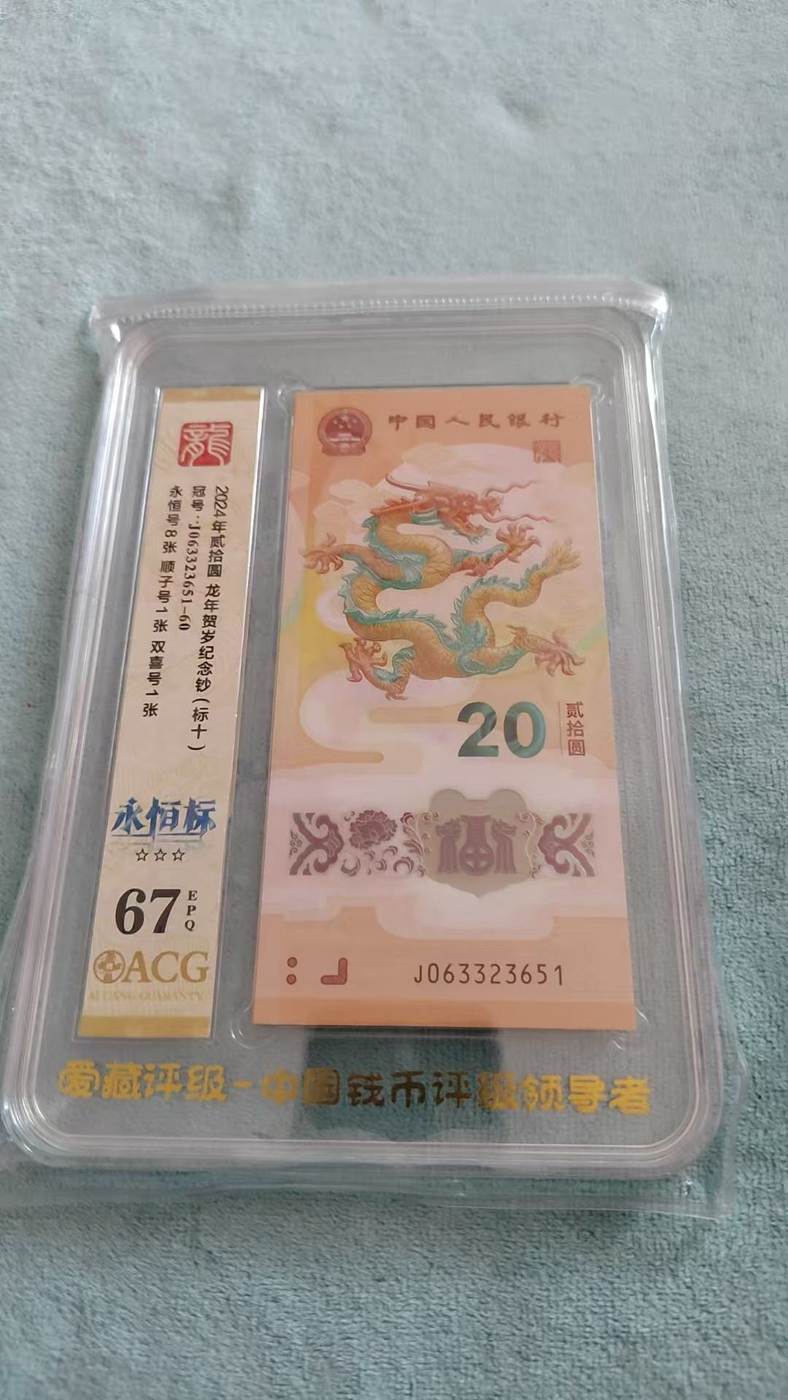 龍
2024年贰拾圆 龙年贺岁纪念钞(标十)
冠号:J063323651-60
永恒号8张 顺子号1张 双喜号1张
永恒标
☆☆☆
67 EPQ
ACG
中国人民银行
20 贰拾圆
福
J063323651
爱藏评级-中国钱币评级领导者